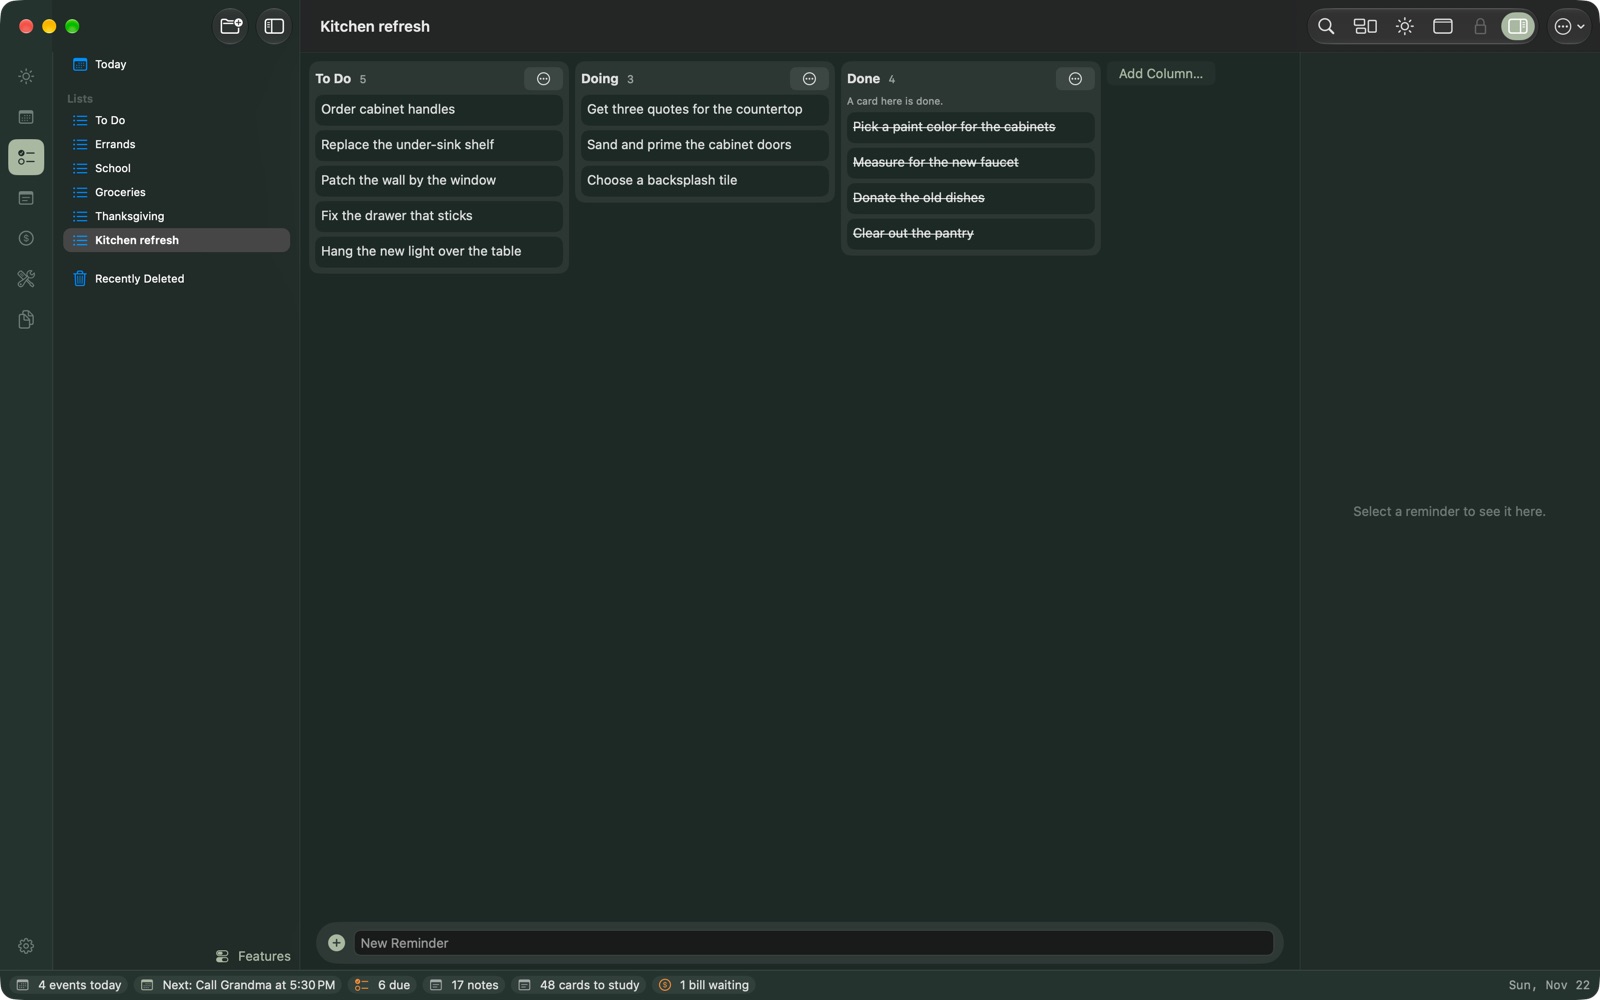 Kitchen refresh
Today
Lists
To Do
Errands
School
Groceries
Thanksgiving
Kitchen refresh
Recently Deleted
Features
To Do 5
Order cabinet handles
Replace the under-sink shelf
Patch the wall by the window
Fix the drawer that sticks
Hang the new light over the table
Doing 3
Get three quotes for the countertop
Sand and prime the cabinet doors
Choose a backsplash tile
Done 4
A card here is done.
Pick a paint color for the cabinets
Measure for the new faucet
Donate the old dishes
Clear out the pantry
Add Column...
Select a reminder to see it here.
New Reminder
4 events today
Next: Call Grandma at 5:30 PM
6 due
17 notes
48 cards to study
1 bill waiting
Sun, Nov 22